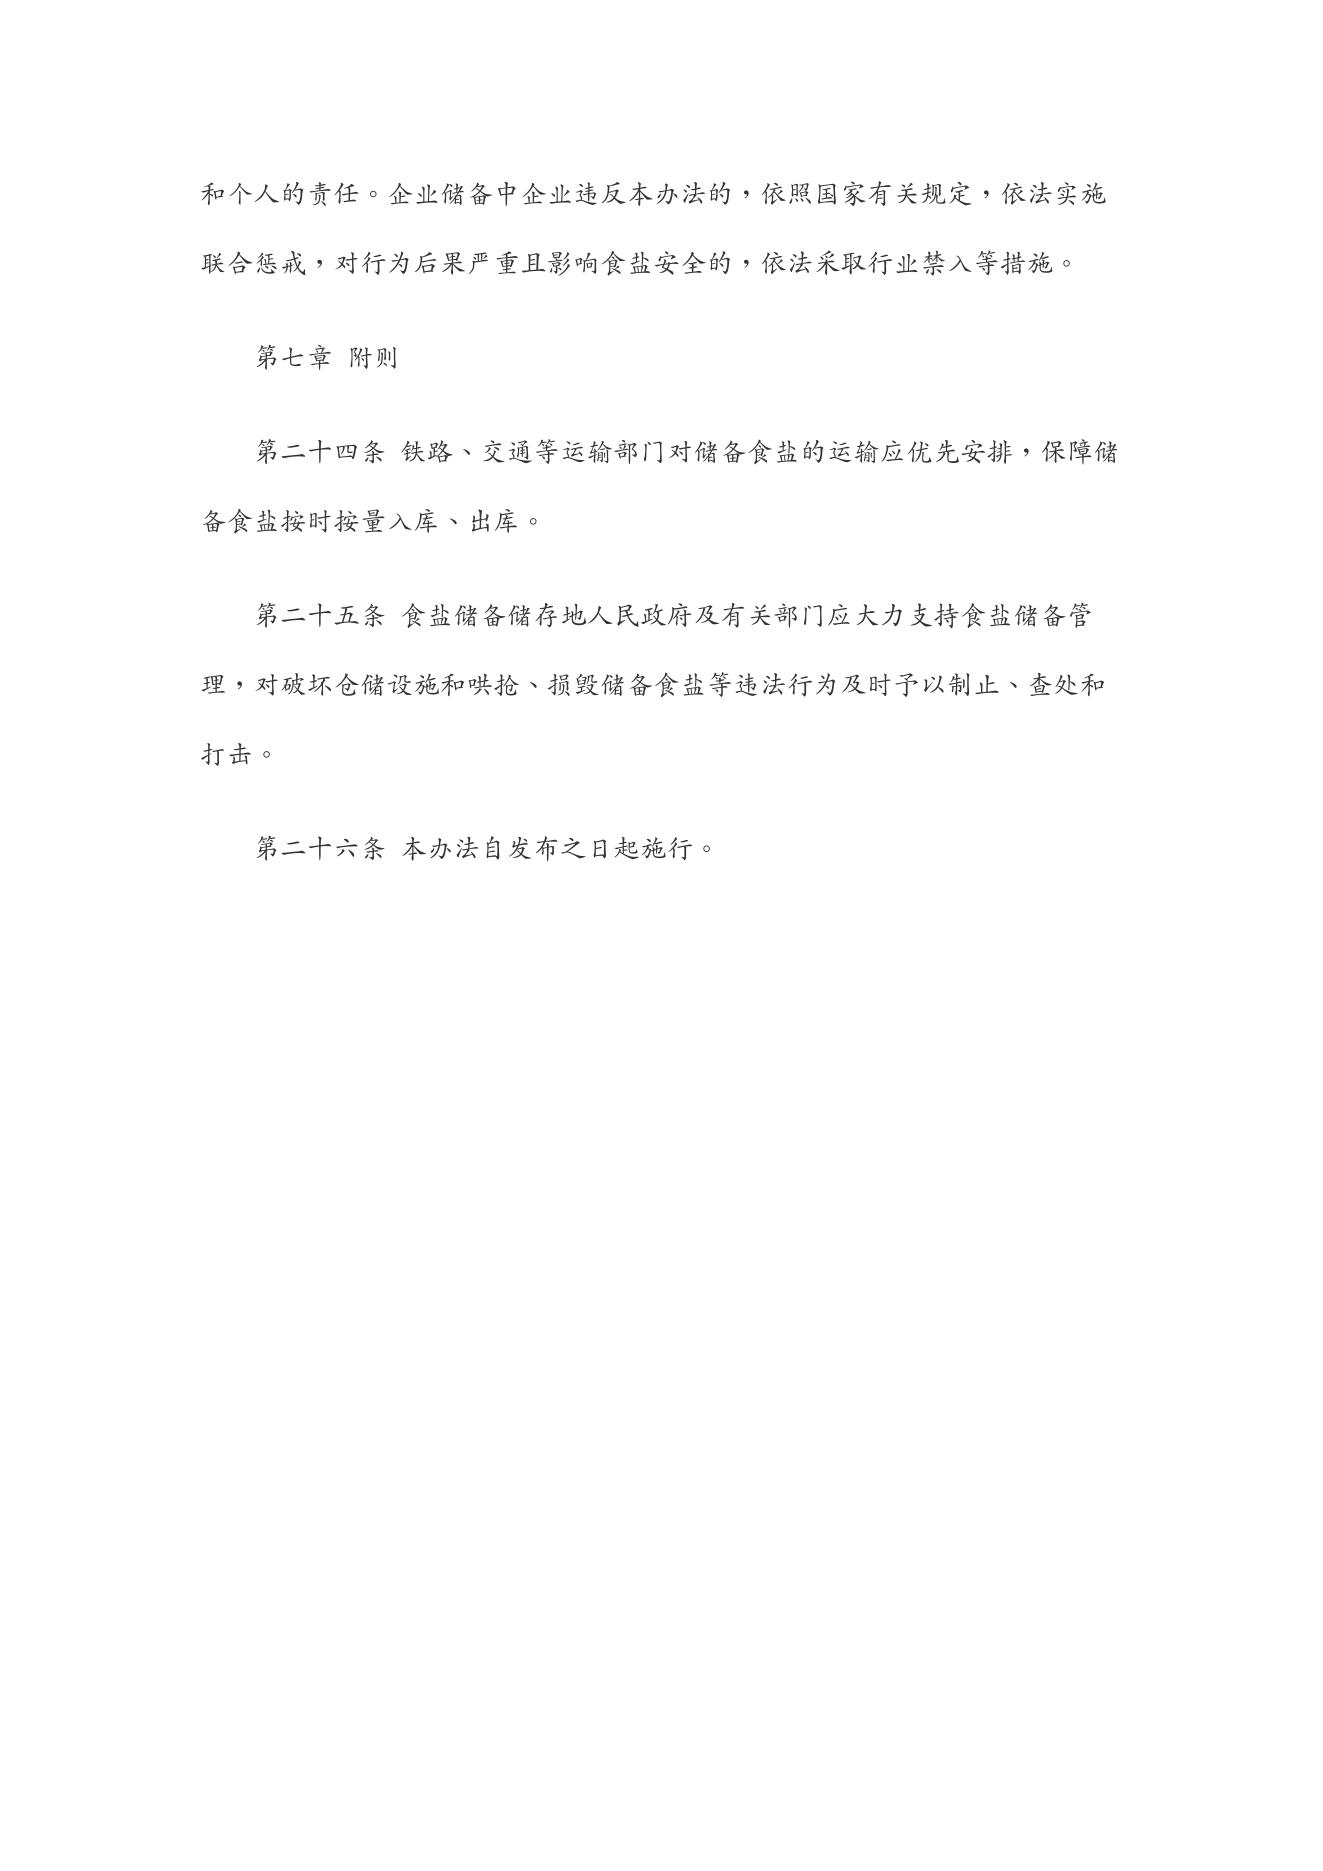 和个人的责任。企业储备中企业违反本办法的，依照国家有关规定，依法实施
联合惩戒，对行为后果严重且影响食盐安全的，依法采取行业禁入等措施。
第七章 附则
第二十四条 铁路、交通等运输部门对储备食盐的运输应优先安排，保障储
备食盐按时按量入库、出库。
第二十五条 食盐储备储存地人民政府及有关部门应大力支持食盐储备管
理，对破坏仓储设施和哄抢、损毁储备食盐等违法行为及时予以制止、查处和
打击。
第二十六条 本办法自发布之日起施行。